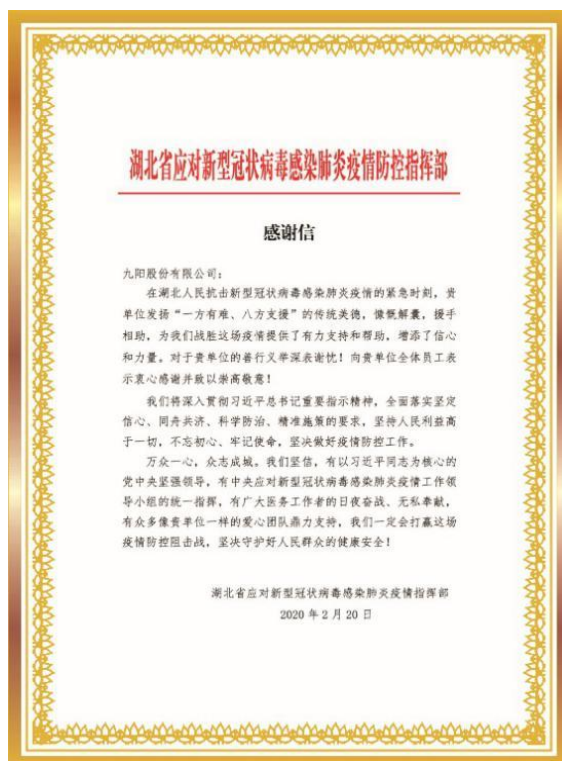 湖北省应对新型冠状病毒感染肺炎疫情防控指挥部
感谢信
九阳股份有限公司：
在湖北人民抗击新型冠状病毒感染肺炎疫情的紧急时刻，贵
单位发扬“一方有难、八方支援”的传统美德，慷慨解囊，援手
相助，为我们战胜这场疫情提供了有力支持和帮助，增添了信心
和力量。对于贵单位的善行义举深表谢忱！向贵单位全体员工表
示衷心感谢并致以崇高敬意！
我们将深入贯彻习近平总书记重要指示精神，全面落实坚定
信心、同舟共济、科学防治、精准施策的要求，坚持人民利益高
于一切，不忘初心、牢记使命，坚决做好疫情防控工作。
万众一心，众志成城。我们坚信，有以习近平同志为核心的
党中央坚强领导，有中央应对新型冠状病毒感染肺炎疫情工作领
导小组的统一指挥，有广大医务工作者的日夜奋战、无私奉献，
有众多像贵单位一样的爱心团队鼎力支持，我们一定会打赢这场
疫情防控阻击战，坚决守护好人民群众的健康安全！
湖北省应对新型冠状病毒感染肺炎疫情指挥部
2020 年 2 月 20 日